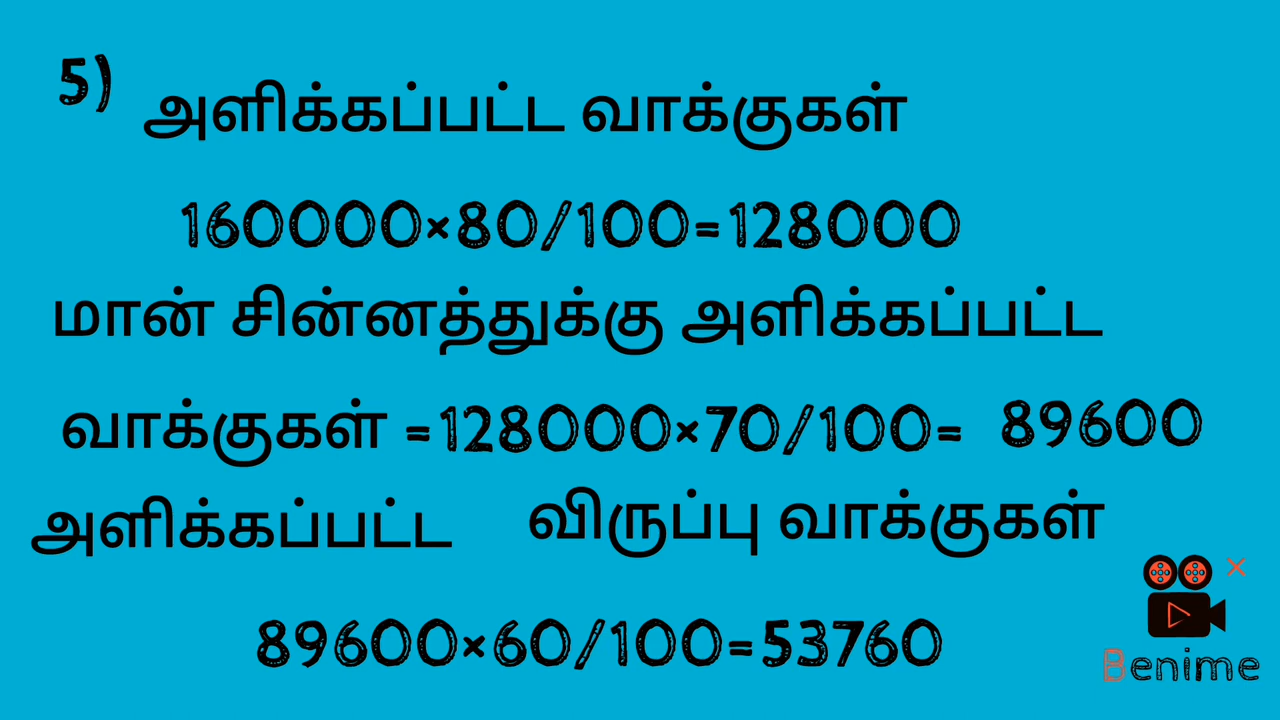 5) அளிக்கப்பட்ட வாக்குகள்
160000×80/100=128000
மான் சின்னத்துக்கு அளிக்கப்பட்ட
வாக்குகள் =128000×70/100= 89600
அளிக்கப்பட்ட விருப்பு வாக்குகள்
89600×60/100=53760
Benime